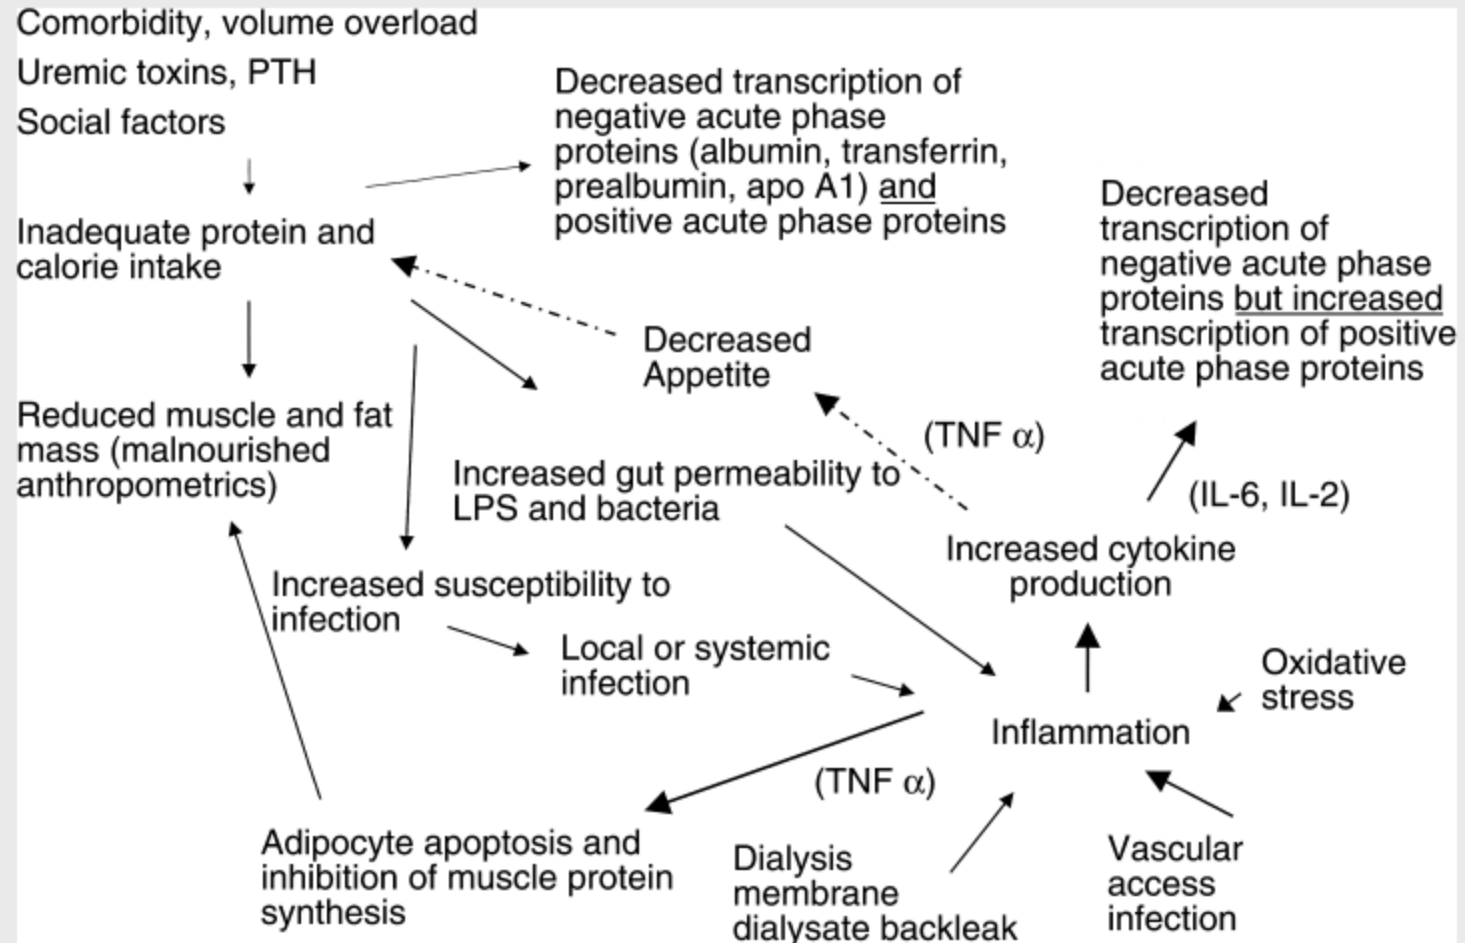 Comorbidity, volume overload
Uremic toxins, PTH
Social factors
Decreased transcription of
negative acute phase
proteins (albumin, transferrin,
prealbumin, apo A1) and
positive acute phase proteins
Decreased
transcription of
negative acute phase
proteins but increased
transcription of positive
acute phase proteins
Inadequate protein and
calorie intake
Decreased
Appetite
Reduced muscle and fat
mass (malnourished
anthropometrics)
(TNF α)
Increased gut permeability to
LPS and bacteria
(IL-6, IL-2)
Increased cytokine
production
Increased susceptibility to
infection
Local or systemic
infection
Oxidative
stress
Inflammation
(TNF α)
Adipocyte apoptosis and
inhibition of muscle protein
synthesis
Dialysis
membrane
dialysate backleak
Vascular
access
infection